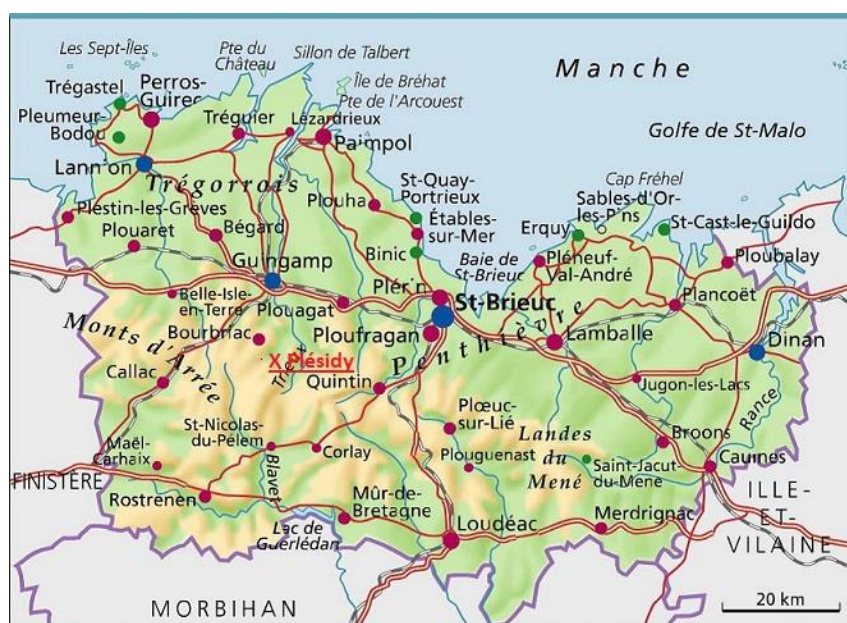 Les Sept-Îles
Pte du
Château
Sillon de Talbert
Île de Bréhat
Pte de l'Arcouest
Manche
Golfe de St-Malo
Trégastel
Perros-
Guirec
Pleumeur-
Bodou
Tréguier
Lézardrieux
Paimpol
Lann'on
Trégorrois
Plestin-les-Grèves
Plouaret
Bégard
Plouha
St-Quay-
Portrieux
Étables-
sur-Mer
Binic
Baie de
St-Brieuc
Cap Fréhel
Sables-d'Or-
les-Pins
Erquy
St-Cast-le-Guildo
Pléneuf-
Val-André
Ploubalay
Guingamp
Belle-Isle-
en-Terre
Plouagat
Plér'n
St-Brieuc
Ploufragan
Penthièvre
Lamballe
Plancoët
Dinan
Monts d'Arrée
Bourbriac
X Plésidy
Callac
Quintin
Jugon-les-Lacs
Rance
St-Nicolas-
du-Pélem
Corlay
Plœuc-
sur-Lié
Plouguenast
Landes
du
Mené
Saint-Jacut-
du-Mené
Broons
Caulnes
Maël-
Carhaix
FINISTÈRE
Rostrenen
Blavet
Mûr-de-
Bretagne
Lac de
Guerlédan
Loudéac
Merdrignac
ILLE-
ET-
VILAINE
MORBIHAN
20 km